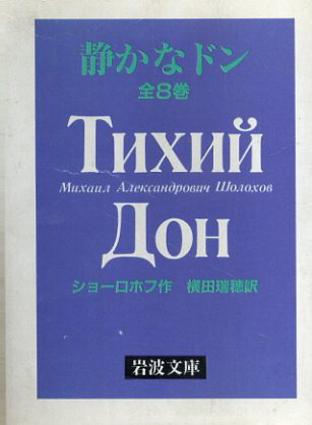 静かなドン
全8巻
Тихий
Михаил Александрович Шолохов
Дон
ショーロホフ作 横田瑞穂訳
岩波文庫